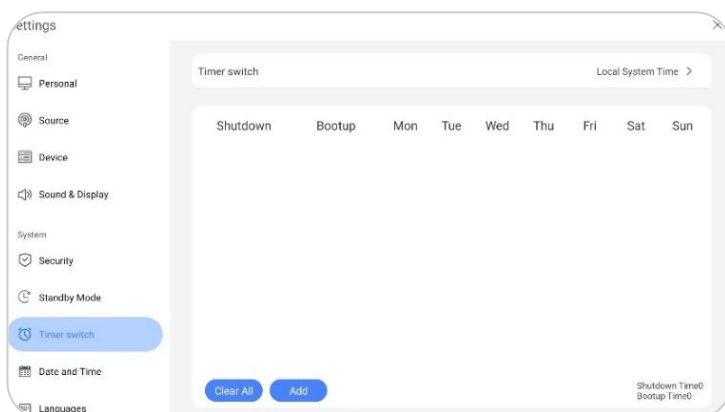 ettings
General
Personal
Source
Device
Sound & Display
System
Security
Standby Mode
Timer switch
Date and Time
Languages
Timer switch
Local System Time >
Shutdown Bootup Mon Tue Wed Thu Fri Sat Sun
Clear All Add
Shutdown Time0
Bootup Time0